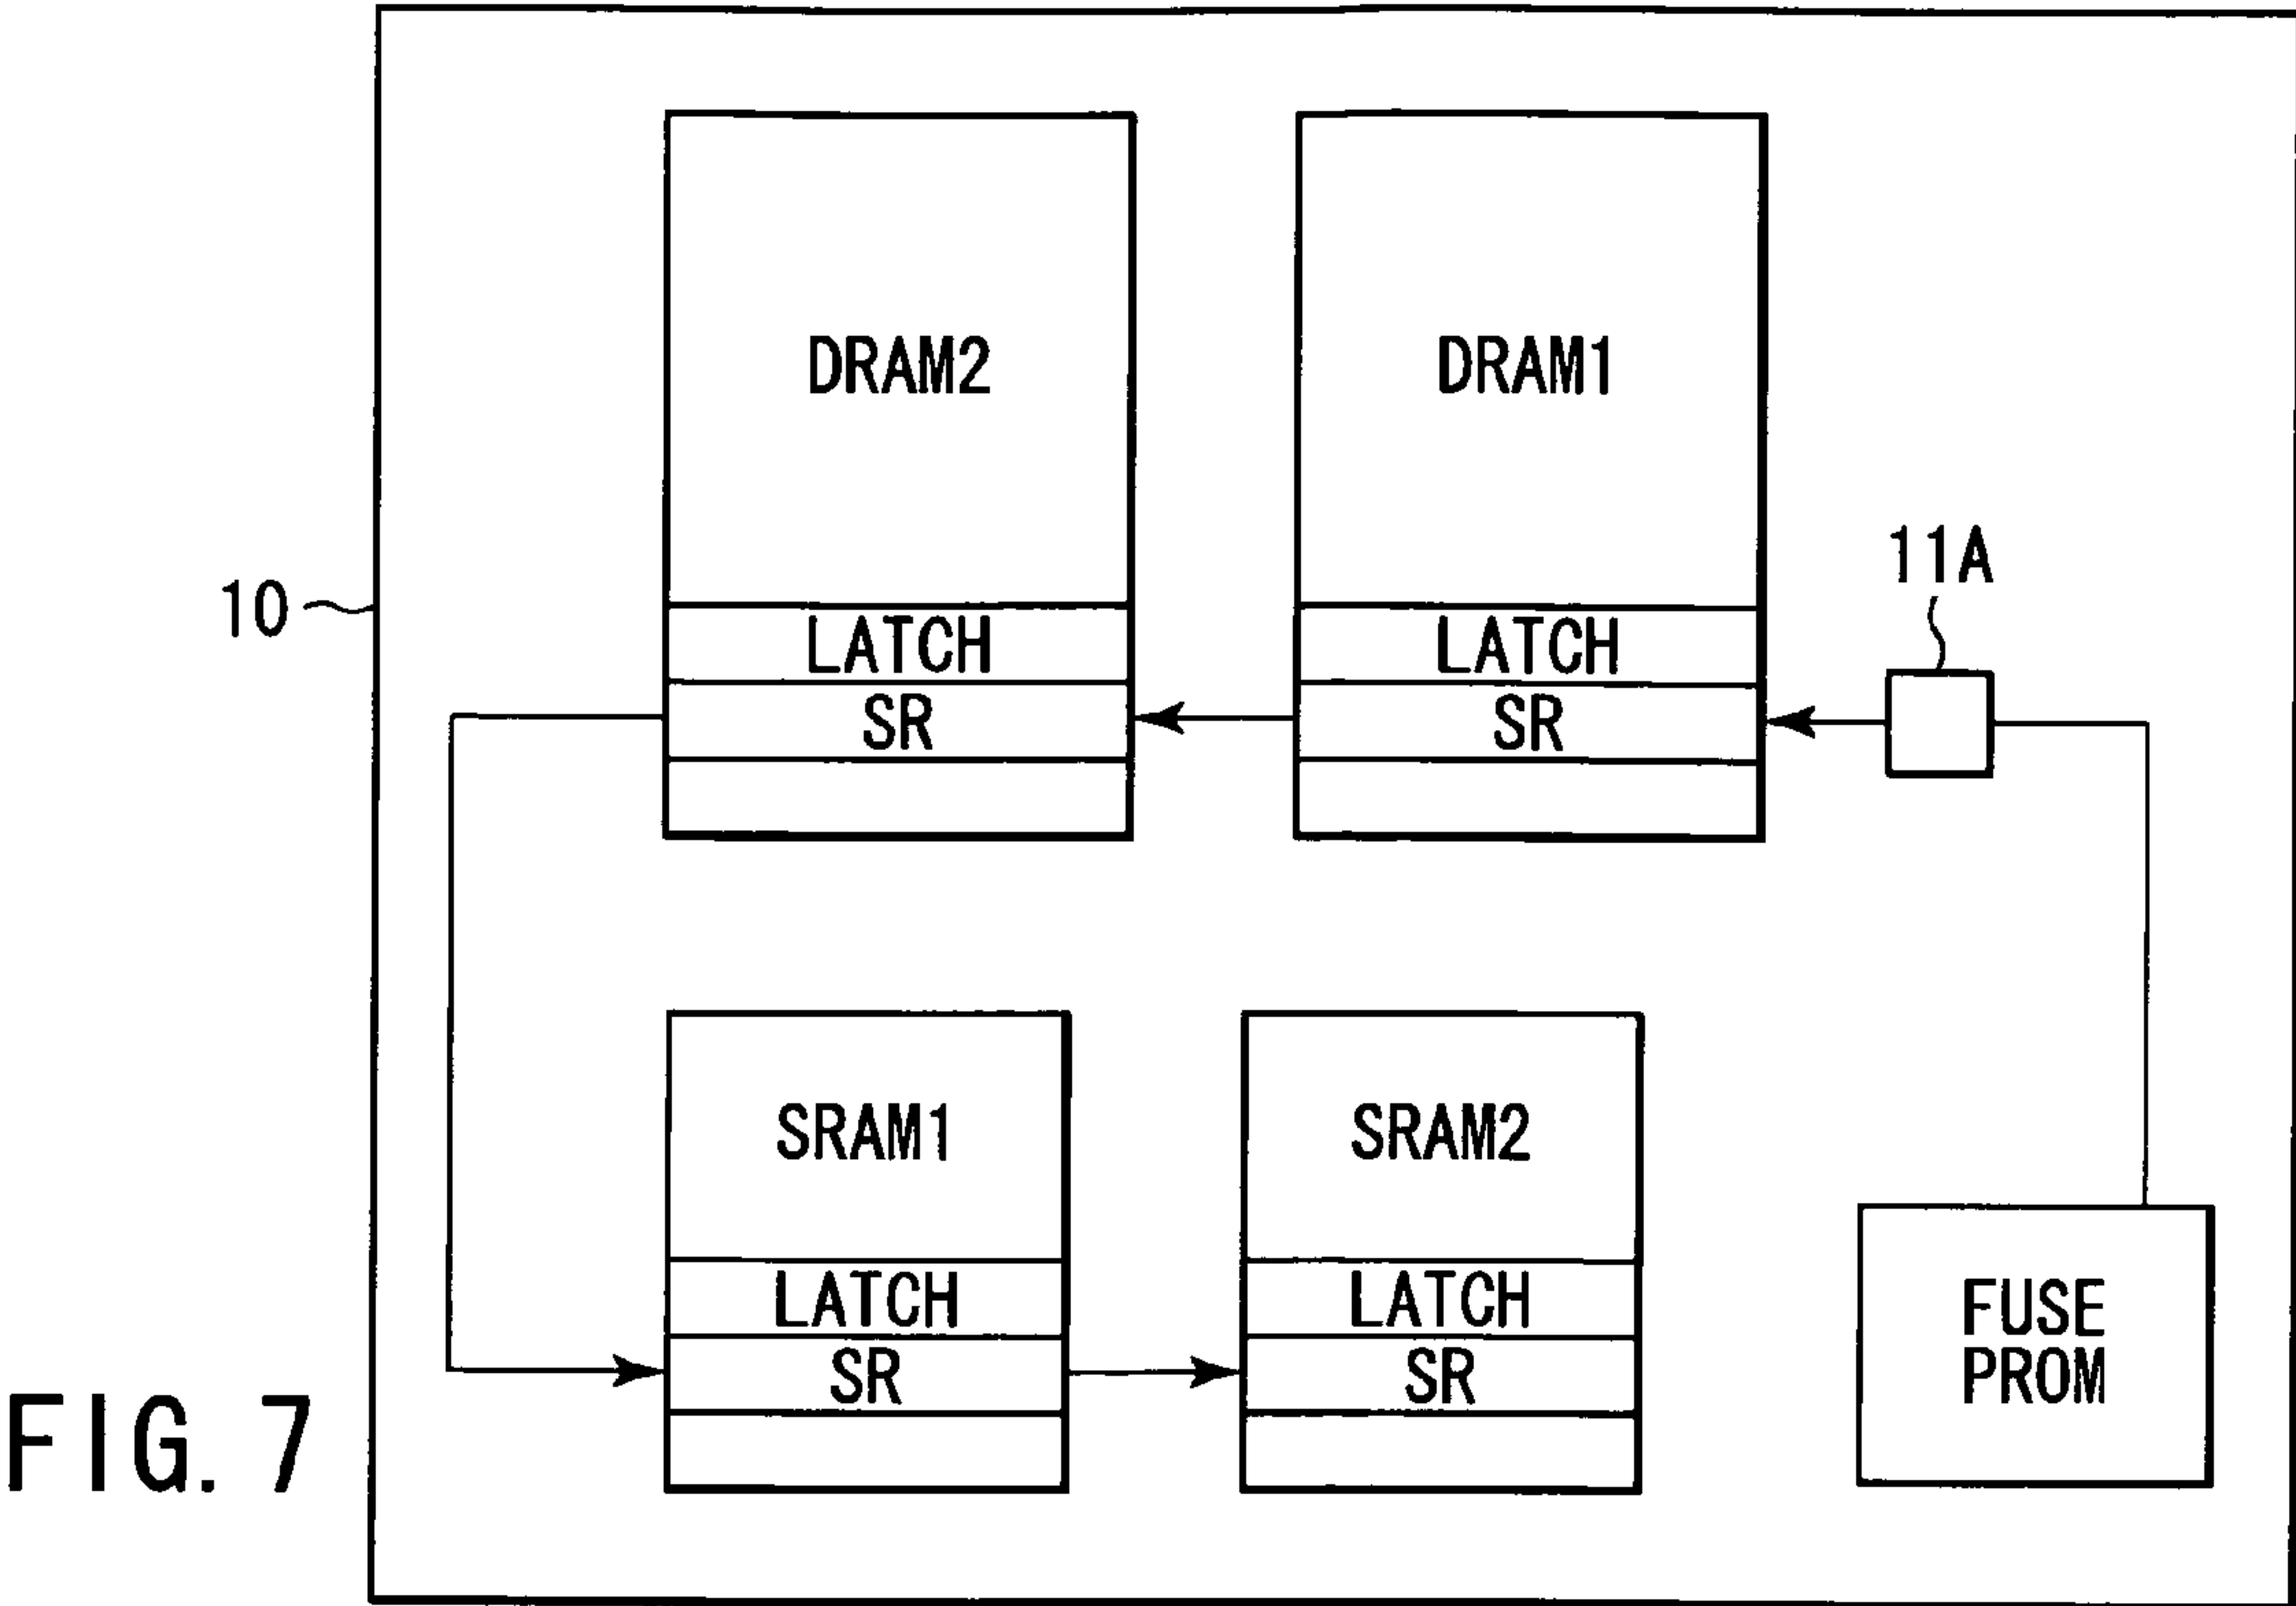 DRAM2
DRAM1
11A
10
LATCH
LATCH
SR
SR
SRAM1
SRAM2
LATCH
LATCH
FUSE
PROM
SR
SR
FIG. 7